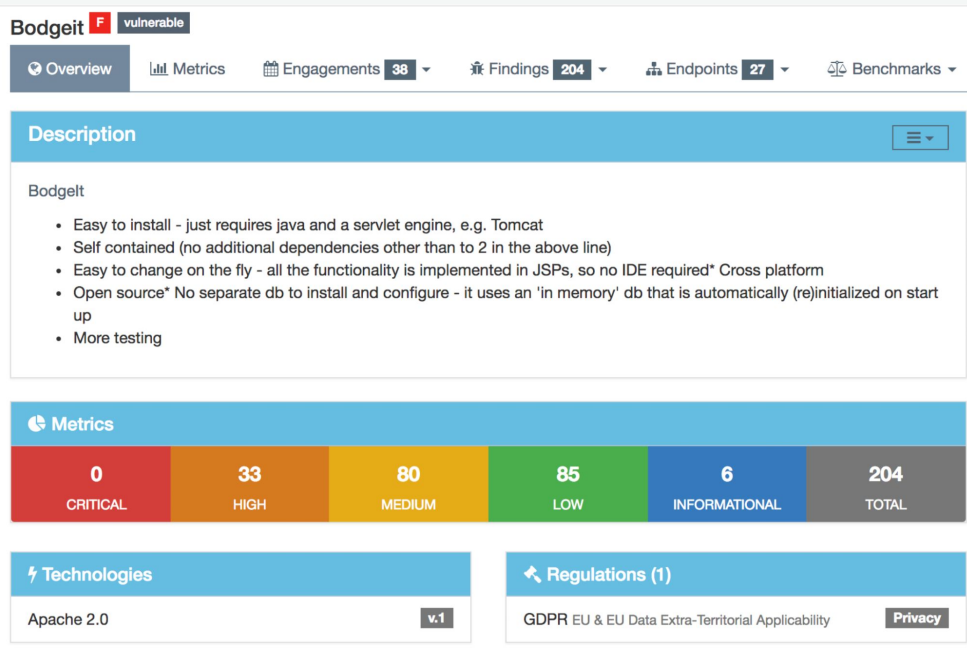 Bodgeit F vulnerable
Overview Metrics Engagements 38 Findings 204 Endpoints 27 Benchmarks
Description
BodgeIt
Easy to install - just requires java and a servlet engine, e.g. Tomcat
Self contained (no additional dependencies other than to 2 in the above line)
Easy to change on the fly - all the functionality is implemented in JSPs, so no IDE required* Cross platform
Open source* No separate db to install and configure - it uses an 'in memory' db that is automatically (re)initialized on start
up
More testing
Metrics
0 33 80 85 6 204
CRITICAL HIGH MEDIUM LOW INFORMATIONAL TOTAL
Technologies
Apache 2.0 v.1
Regulations (1)
GDPR EU & EU Data Extra-Territorial Applicability Privacy